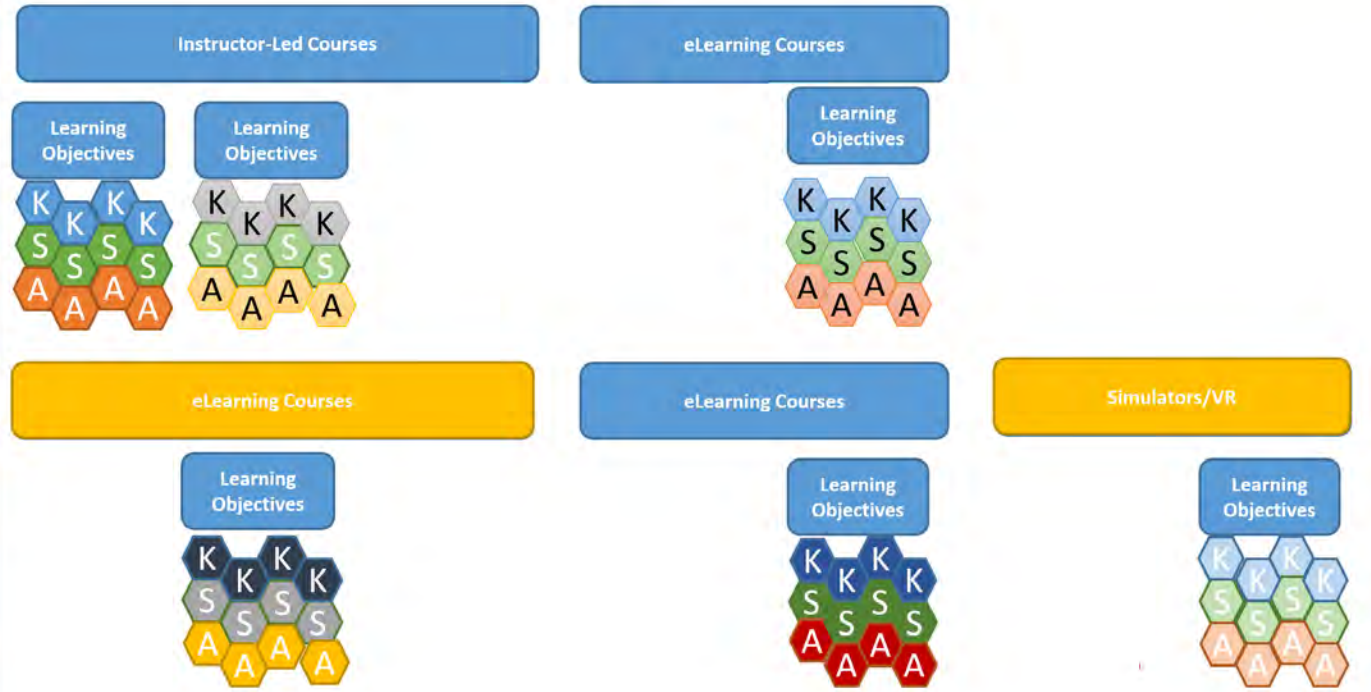 Instructor-Led Courses
eLearning Courses
Learning
Objectives
Learning
Objectives
Learning
Objectives
K K K K
S S S S
A A A A
K K K K
S S S S
A A A A
K K K K
S S S S
A A A A
eLearning Courses
eLearning Courses
Simulators/VR
Learning
Objectives
Learning
Objectives
Learning
Objectives
K K K K
S S S S
A A A A
K K K K
S S S S
A A A A
K K K K
S S S S
A A A A